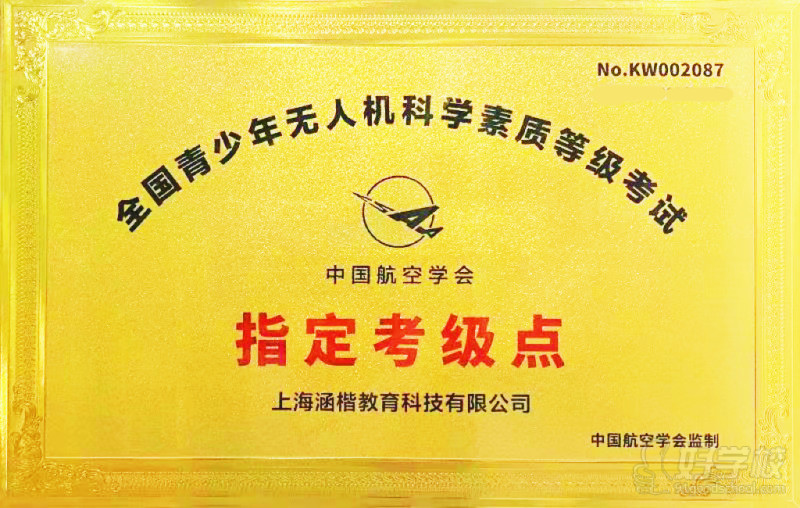 No.KW002087
全国青少年无人机科学素质等级考试
中国航空学会
指定考级点
上海涵楷教育科技有限公司
中国航空学会监制
好学校